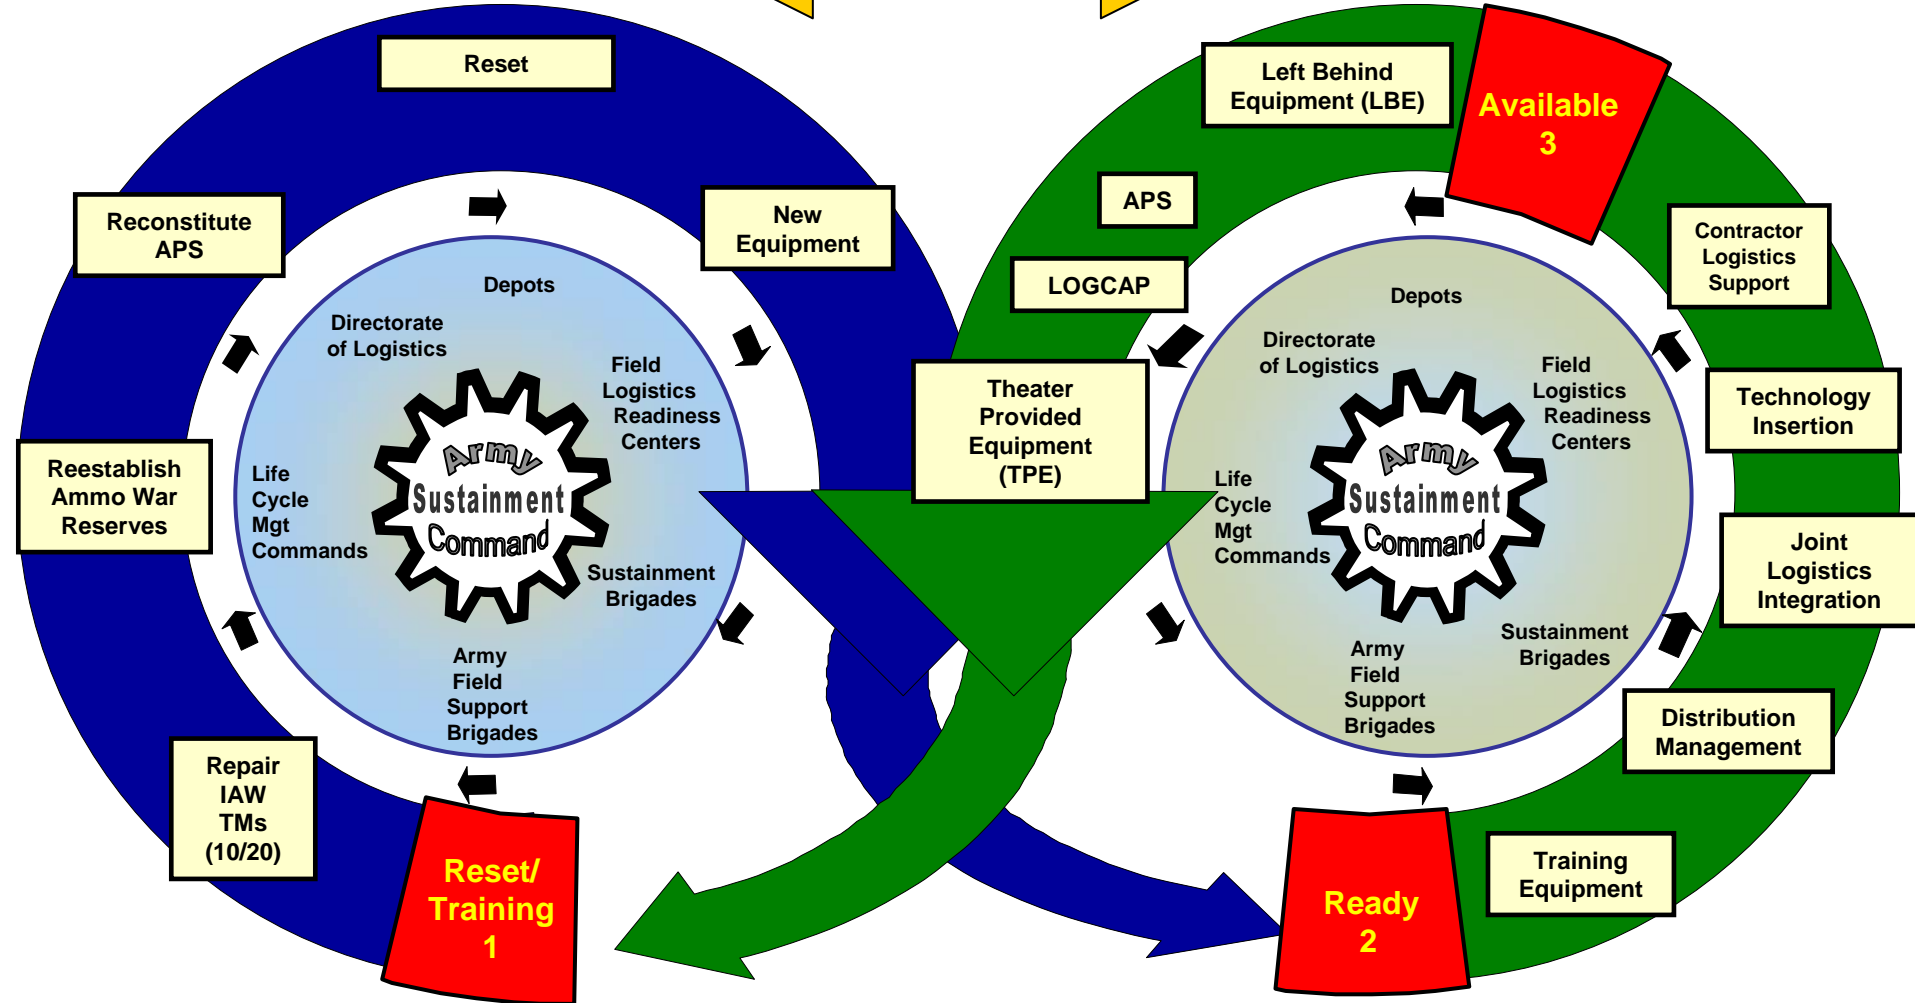 Reset
Reconstitute
APS
New
Equipment
Reestablish
Ammo War
Reserves
Repair
IAW
TMs
(10/20)
Reset/
Training
1
Depots
Directorate
of Logistics
Field
Logistics
Readiness
Centers
Life
Cycle
Mgt
Commands
Army
Sustainment
Command
Sustainment
Brigades
Army
Field
Support
Brigades
Left Behind
Equipment (LBE)
Available
3
APS
LOGCAP
Theater
Provided
Equipment
(TPE)
Contractor
Logistics
Support
Technology
Insertion
Joint
Logistics
Integration
Distribution
Management
Training
Equipment
Ready
2
Depots
Directorate
of Logistics
Field
Logistics
Readiness
Centers
Life
Cycle
Mgt
Commands
Army
Sustainment
Command
Sustainment
Brigades
Army
Field
Support
Brigades